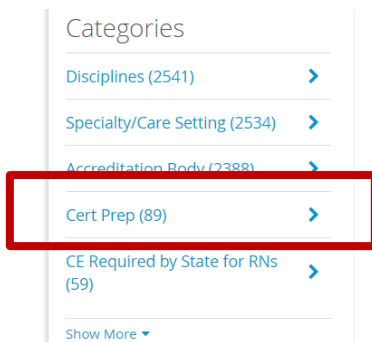 Categories
Disciplines (2541)
Specialty/Care Setting (2534)
Accreditation Body (2388)
Cert Prep (89)
CE Required by State for RNs
(59)
Show More